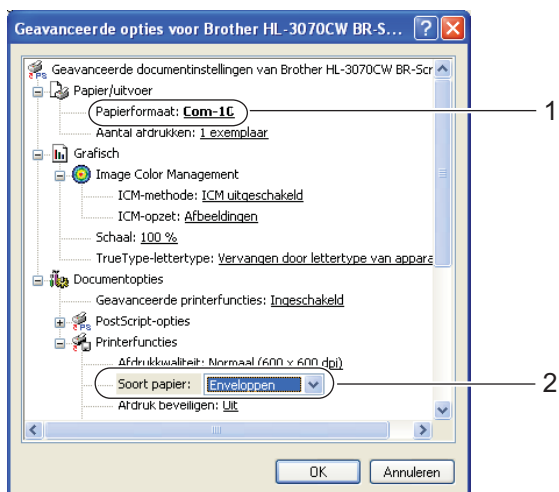 Geavanceerde opties voor Brother HL-3070CW BR-S...
Geavanceerde documentinstellingen van Brother HL-3070CW BR-Scr
Papier/uitvoer
Papierformaat: Com-10
1
Aantal afdrukken: 1 exemplaar
Grafisch
Image Color Management
ICM-methode: ICM uitgeschakeld
ICM-opzet: Afbeeldingen
Schaal: 100 %
TrueType-lettertype: Vervangen door lettertype van appara
Documentopties
Geavanceerde printerfuncties: Ingeschakeld
PostScript-opties
Printerfuncties
Afdrukkwaliteit: Normaal (600 x 600 dpi)
Soort papier: Enveloppen
2
Afdruk beveiligen: Uit
OK
Annuleren